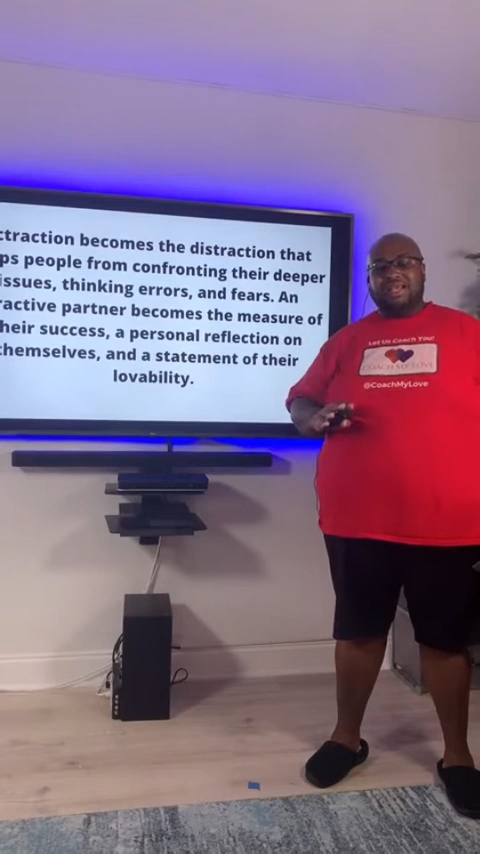 ttraction becomes the distraction that
ps people from confronting their deeper
issues, thinking errors, and fears. An
ractive partner becomes the measure of
heir success, a personal reflection on
themselves, and a statement of their
lovability.
Let Us Coach You!
COACH MY LOVE
@CoachMyLove